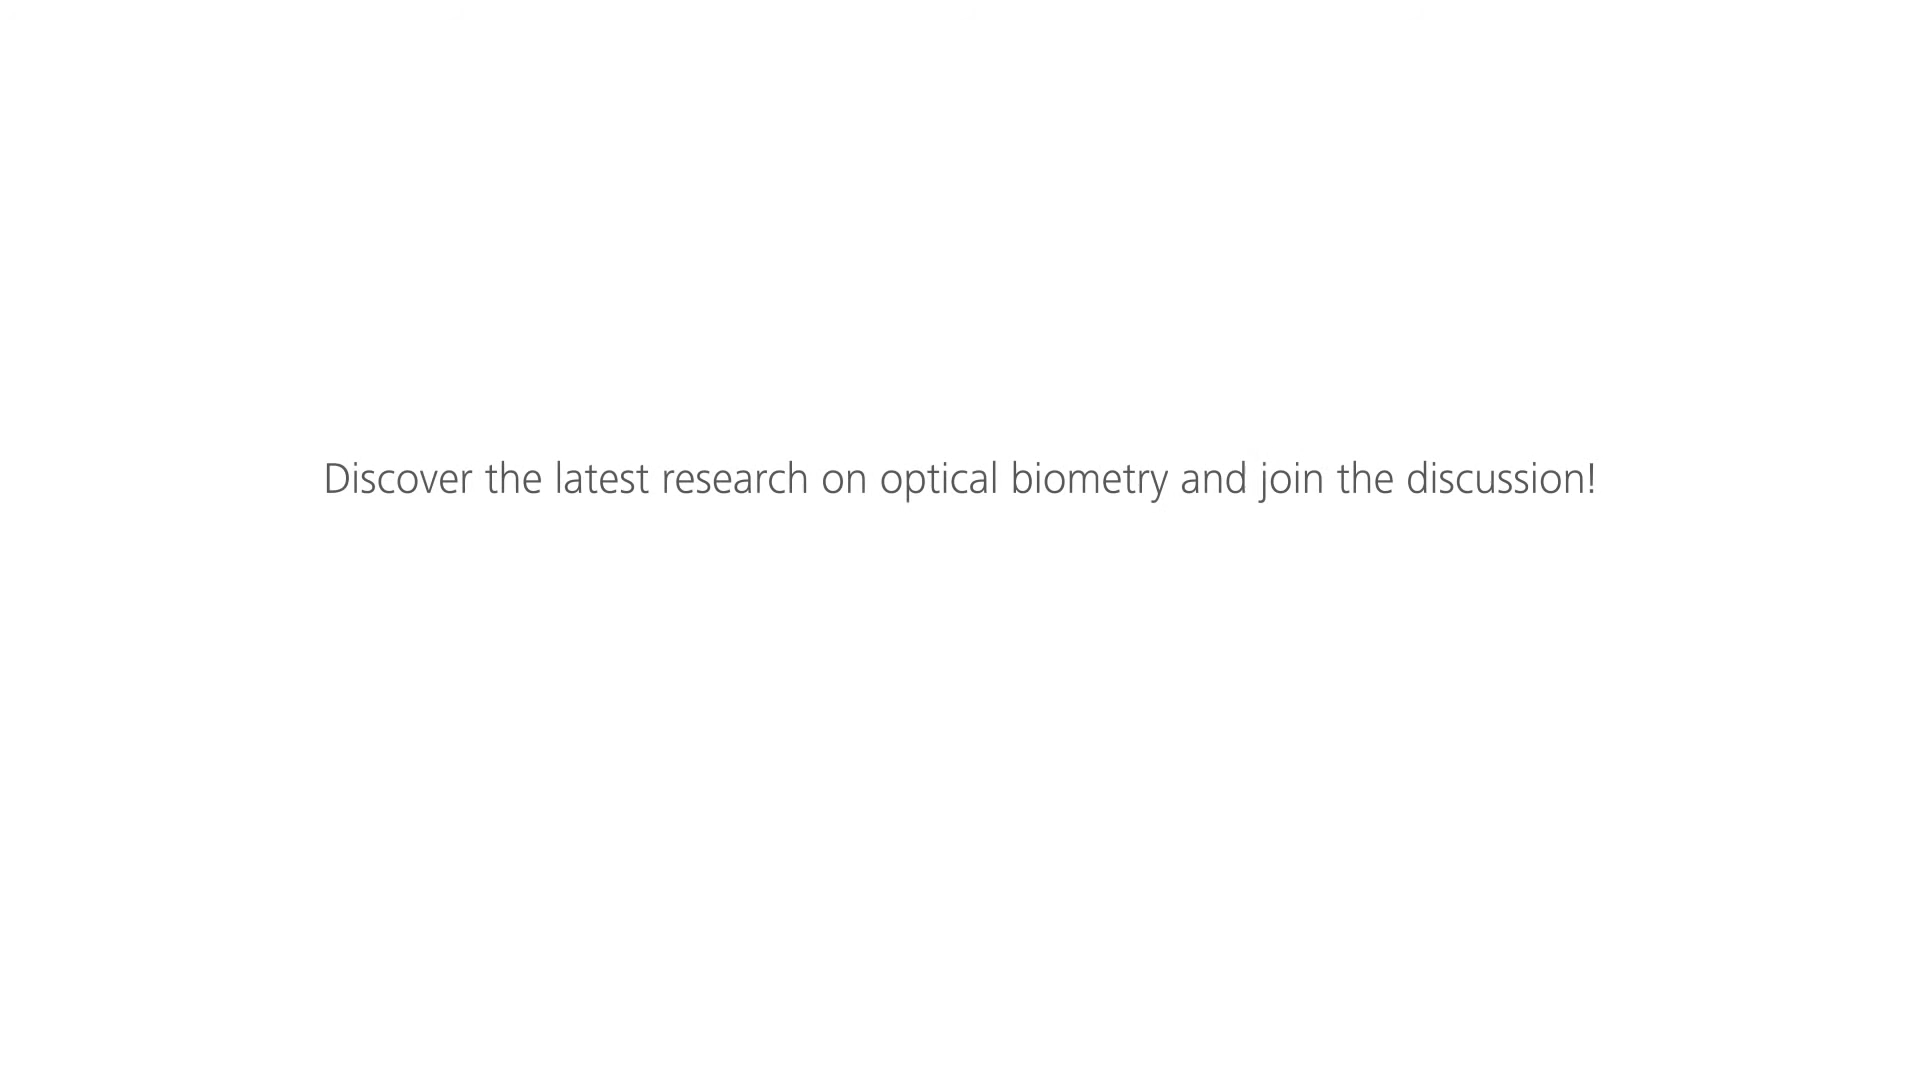 Discover the latest research on optical biometry and join the discussion!